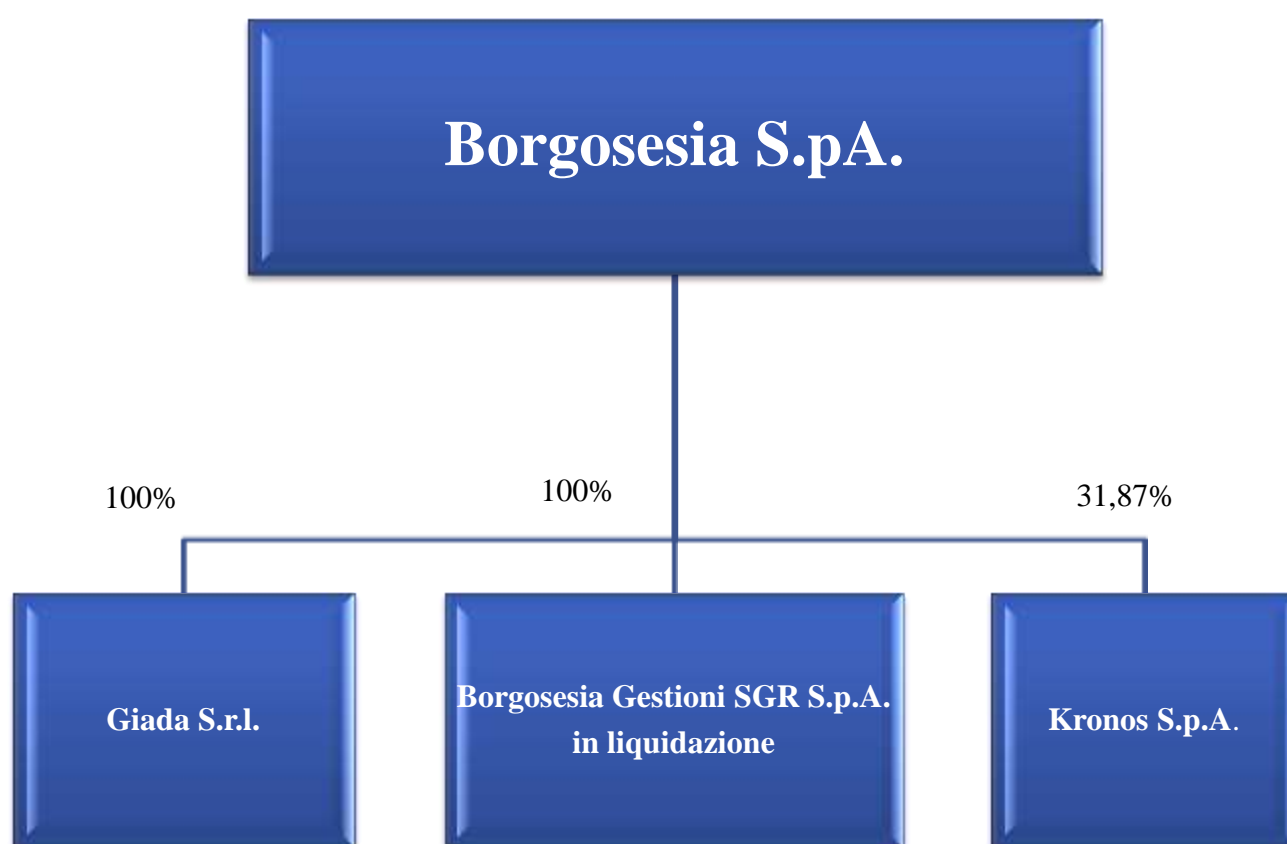 Borgosesia S.pA.
100%
100%
31,87%
Giada S.r.l.
Borgosesia Gestioni SGR S.p.A.
in liquidazione
Kronos S.p.A.